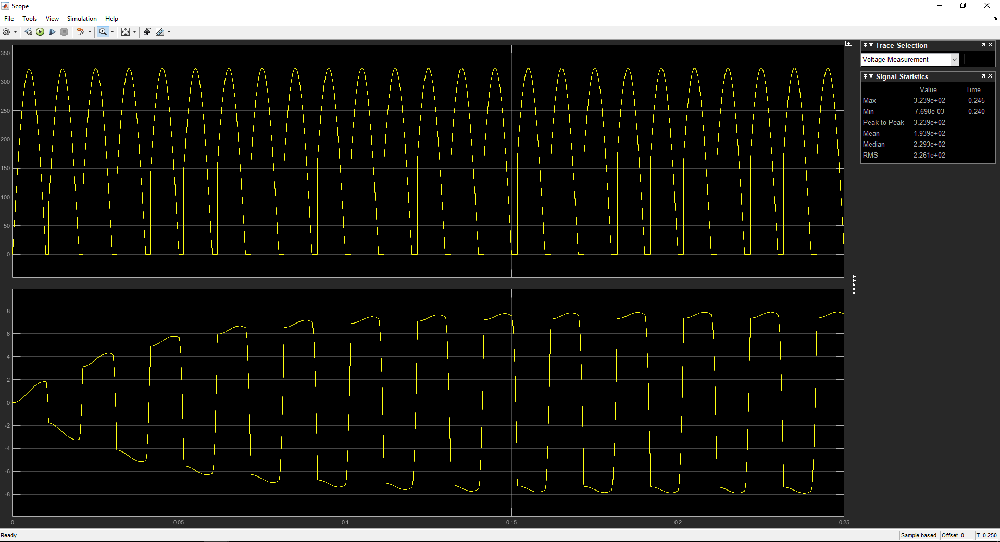 Scope
File Tools View Simulation Help
350
300
250
200
150
100
50
0
8
6
4
2
0
-2
-4
-6
-8
0 0.05 0.1 0.15 0.2 0.25
Trace Selection
Voltage Measurement
Signal Statistics
Value Time
Max 3.239e+02 0.245
Min -7.698e-03 0.240
Peak to Peak 3.239e+02
Mean 1.939e+02
Median 2.293e+02
RMS 2.261e+02
Ready Sample based Offset=0 T=0.250